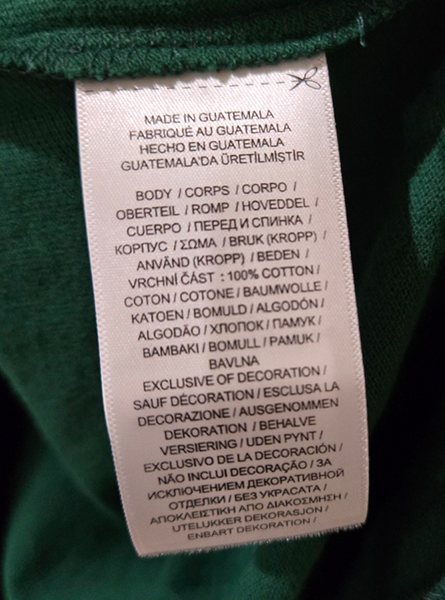 MADE IN GUATEMALA
FABRIQUÉ AU GUATEMALA
HECHO EN GUATEMALA
GUATEMALA'DA ÜRETİLMİŞTİR
BODY / CORPS / CORPO /
OBERTEIL / ROMP / HOVEDDEL /
CUERPO / ПЕРЕД И СПИНКА /
КОРПУС / ΣΩΜΑ / BRUK (KROPP) /
ANVÄND (KROPP) / BEDEN /
VRCHNÍ ČÁST : 100% COTTON /
COTON / COTONE / BAUMWOLLE /
KATOEN / BOMULD / ALGODÓN /
ALGODÃO / ХЛОПОК / ПАМУК /
BAMBAKI / BOMULL / PAMUK /
BAVLNA
EXCLUSIVE OF DECORATION /
SAUF DÉCORATION / ESCLUSA LA
DECORAZIONE / AUSGENOMMEN
DEKORATION / BEHALVE
VERSIERING / UDEN PYNT /
EXCLUSIVO DE LA DECORACIÓN /
NÃO INCLUI DECORAÇÃO / ЗА
ИСКЛЮЧЕНИЕМ ДЕКОРАТИВНОЙ
ОТДЕЛКИ / БЕЗ УКРАСАТА /
ΑΠΟΚΛΕΙΣΤΙΚΗ ΑΠΟ ΔΙΑΚΟΣΜΗΣΗ /
UTELUKKER DEKORASJON /
ENBART DEKORATION /